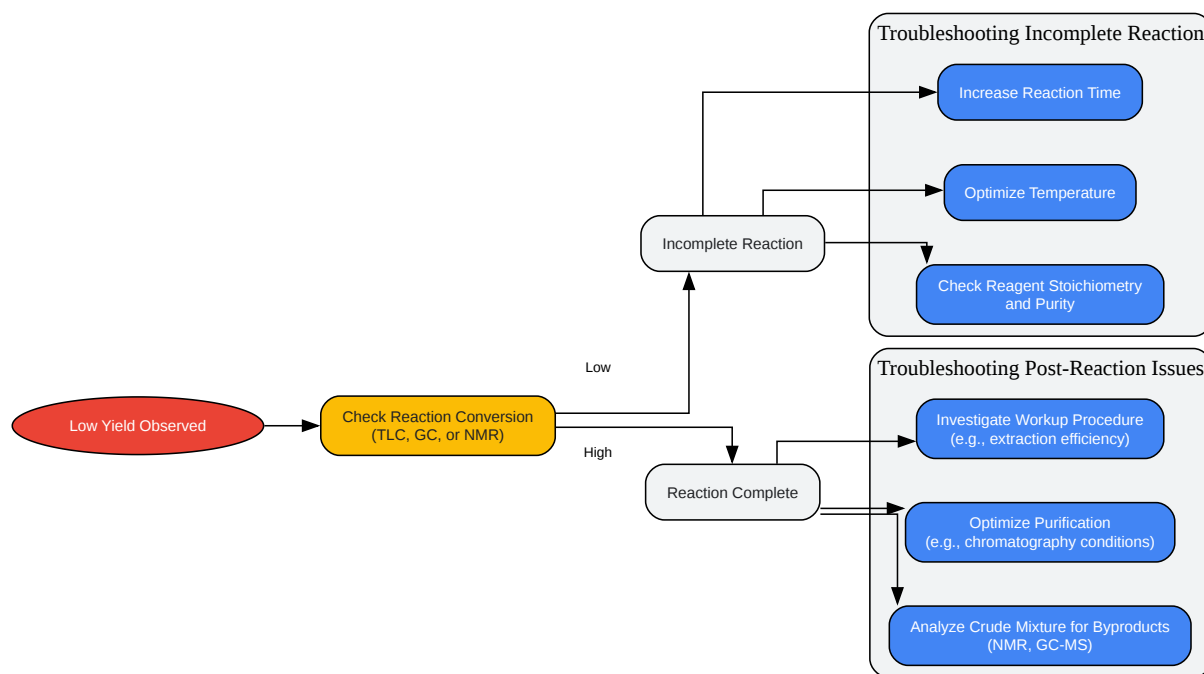 Troubleshooting Incomplete Reaction
Increase Reaction Time
Optimize Temperature
Incomplete Reaction
Check Reagent Stoichiometry
and Purity
Low
Troubleshooting Post-Reaction Issues
Low Yield Observed
Check Reaction Conversion
(TLC, GC, or NMR)
High
Investigate Workup Procedure
(e.g., extraction efficiency)
Reaction Complete
Optimize Purification
(e.g., chromatography conditions)
Analyze Crude Mixture for Byproducts
(NMR, GC-MS)